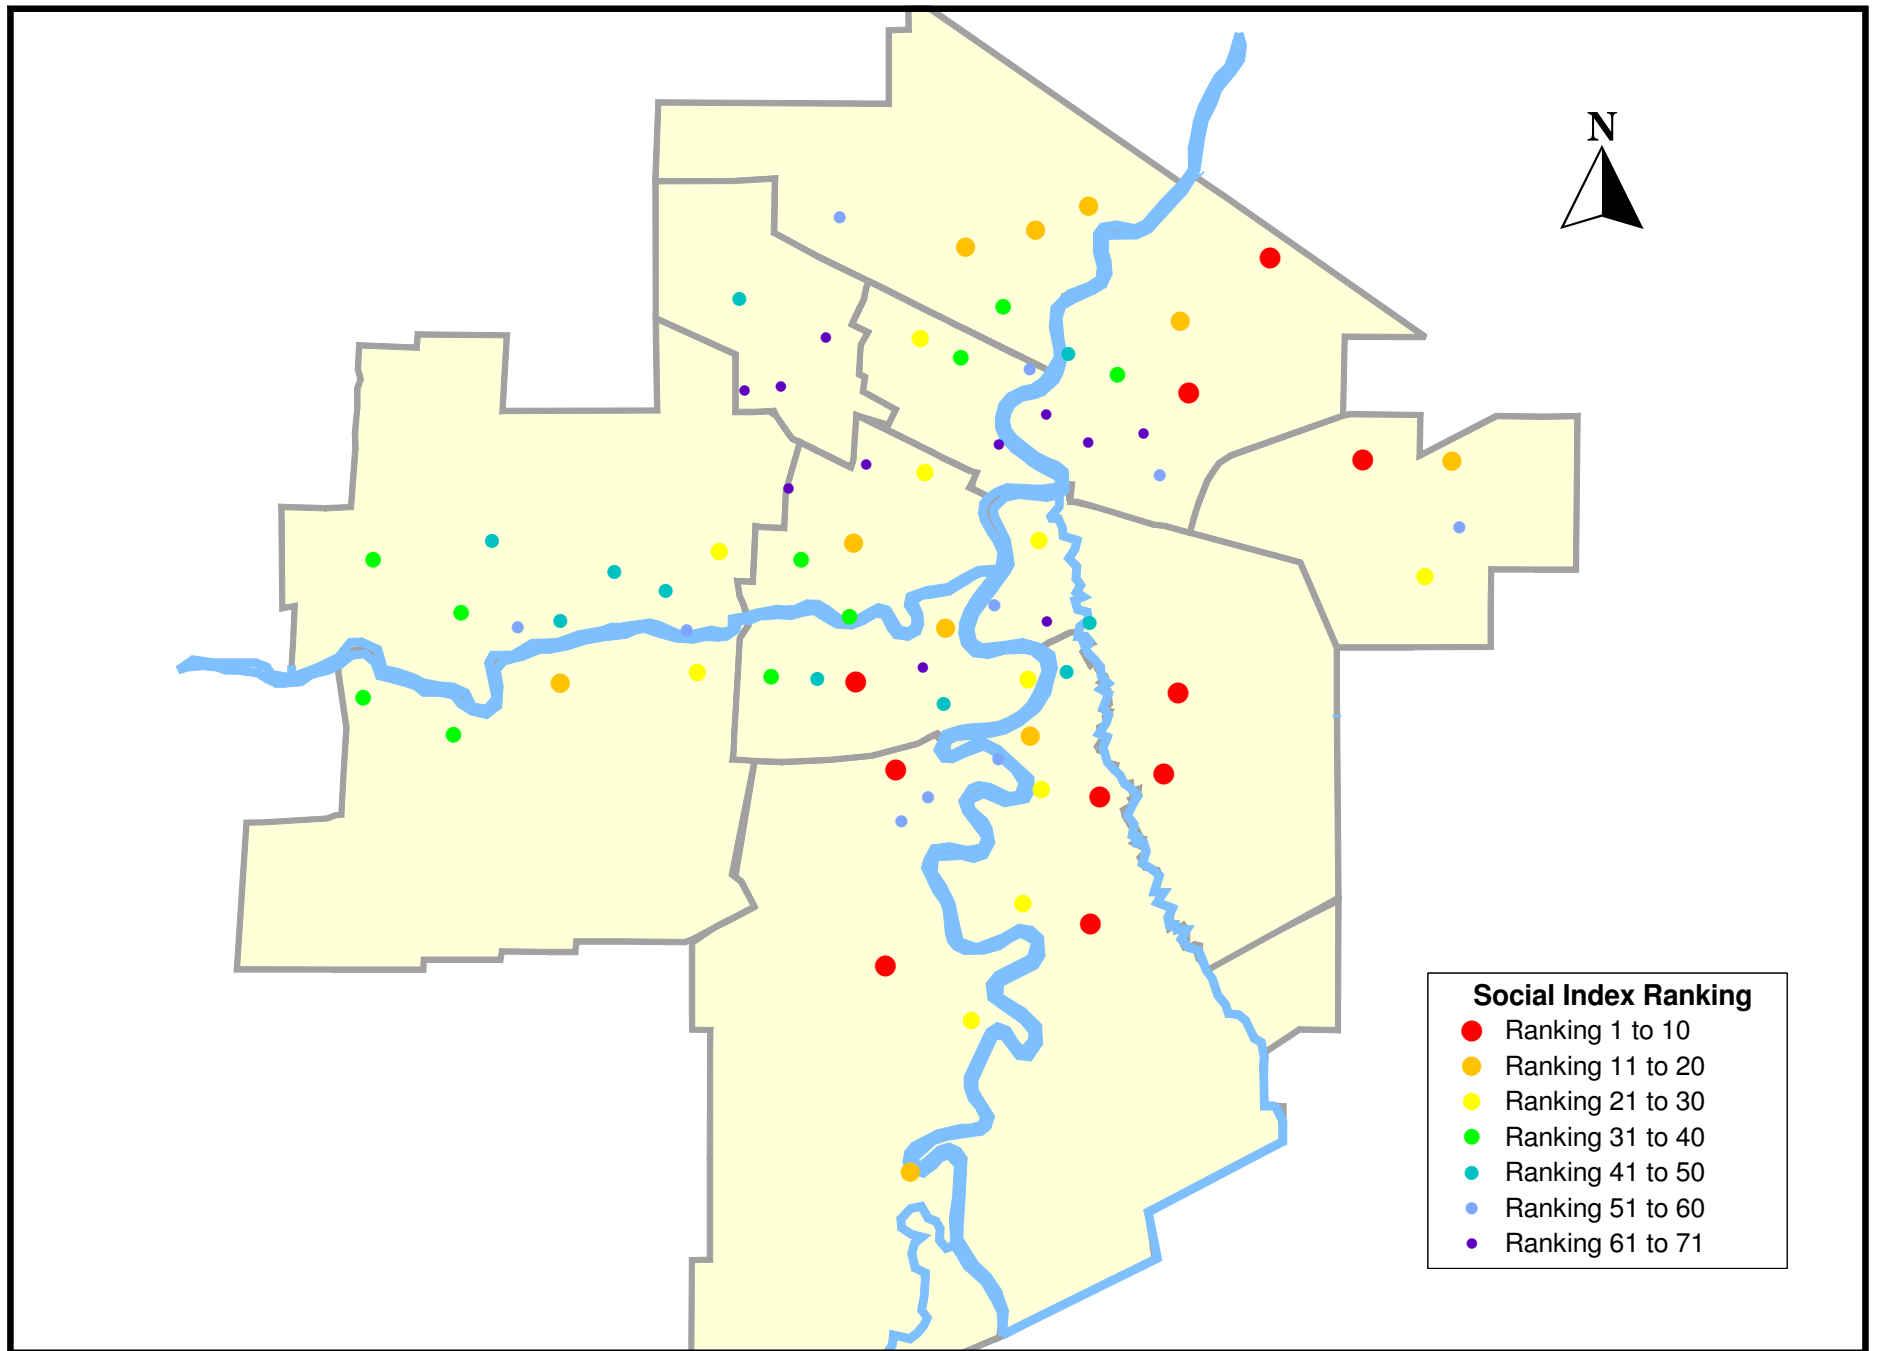 N
Social Index Ranking
Ranking 1 to 10
Ranking 11 to 20
Ranking 21 to 30
Ranking 31 to 40
Ranking 41 to 50
Ranking 51 to 60
Ranking 61 to 71